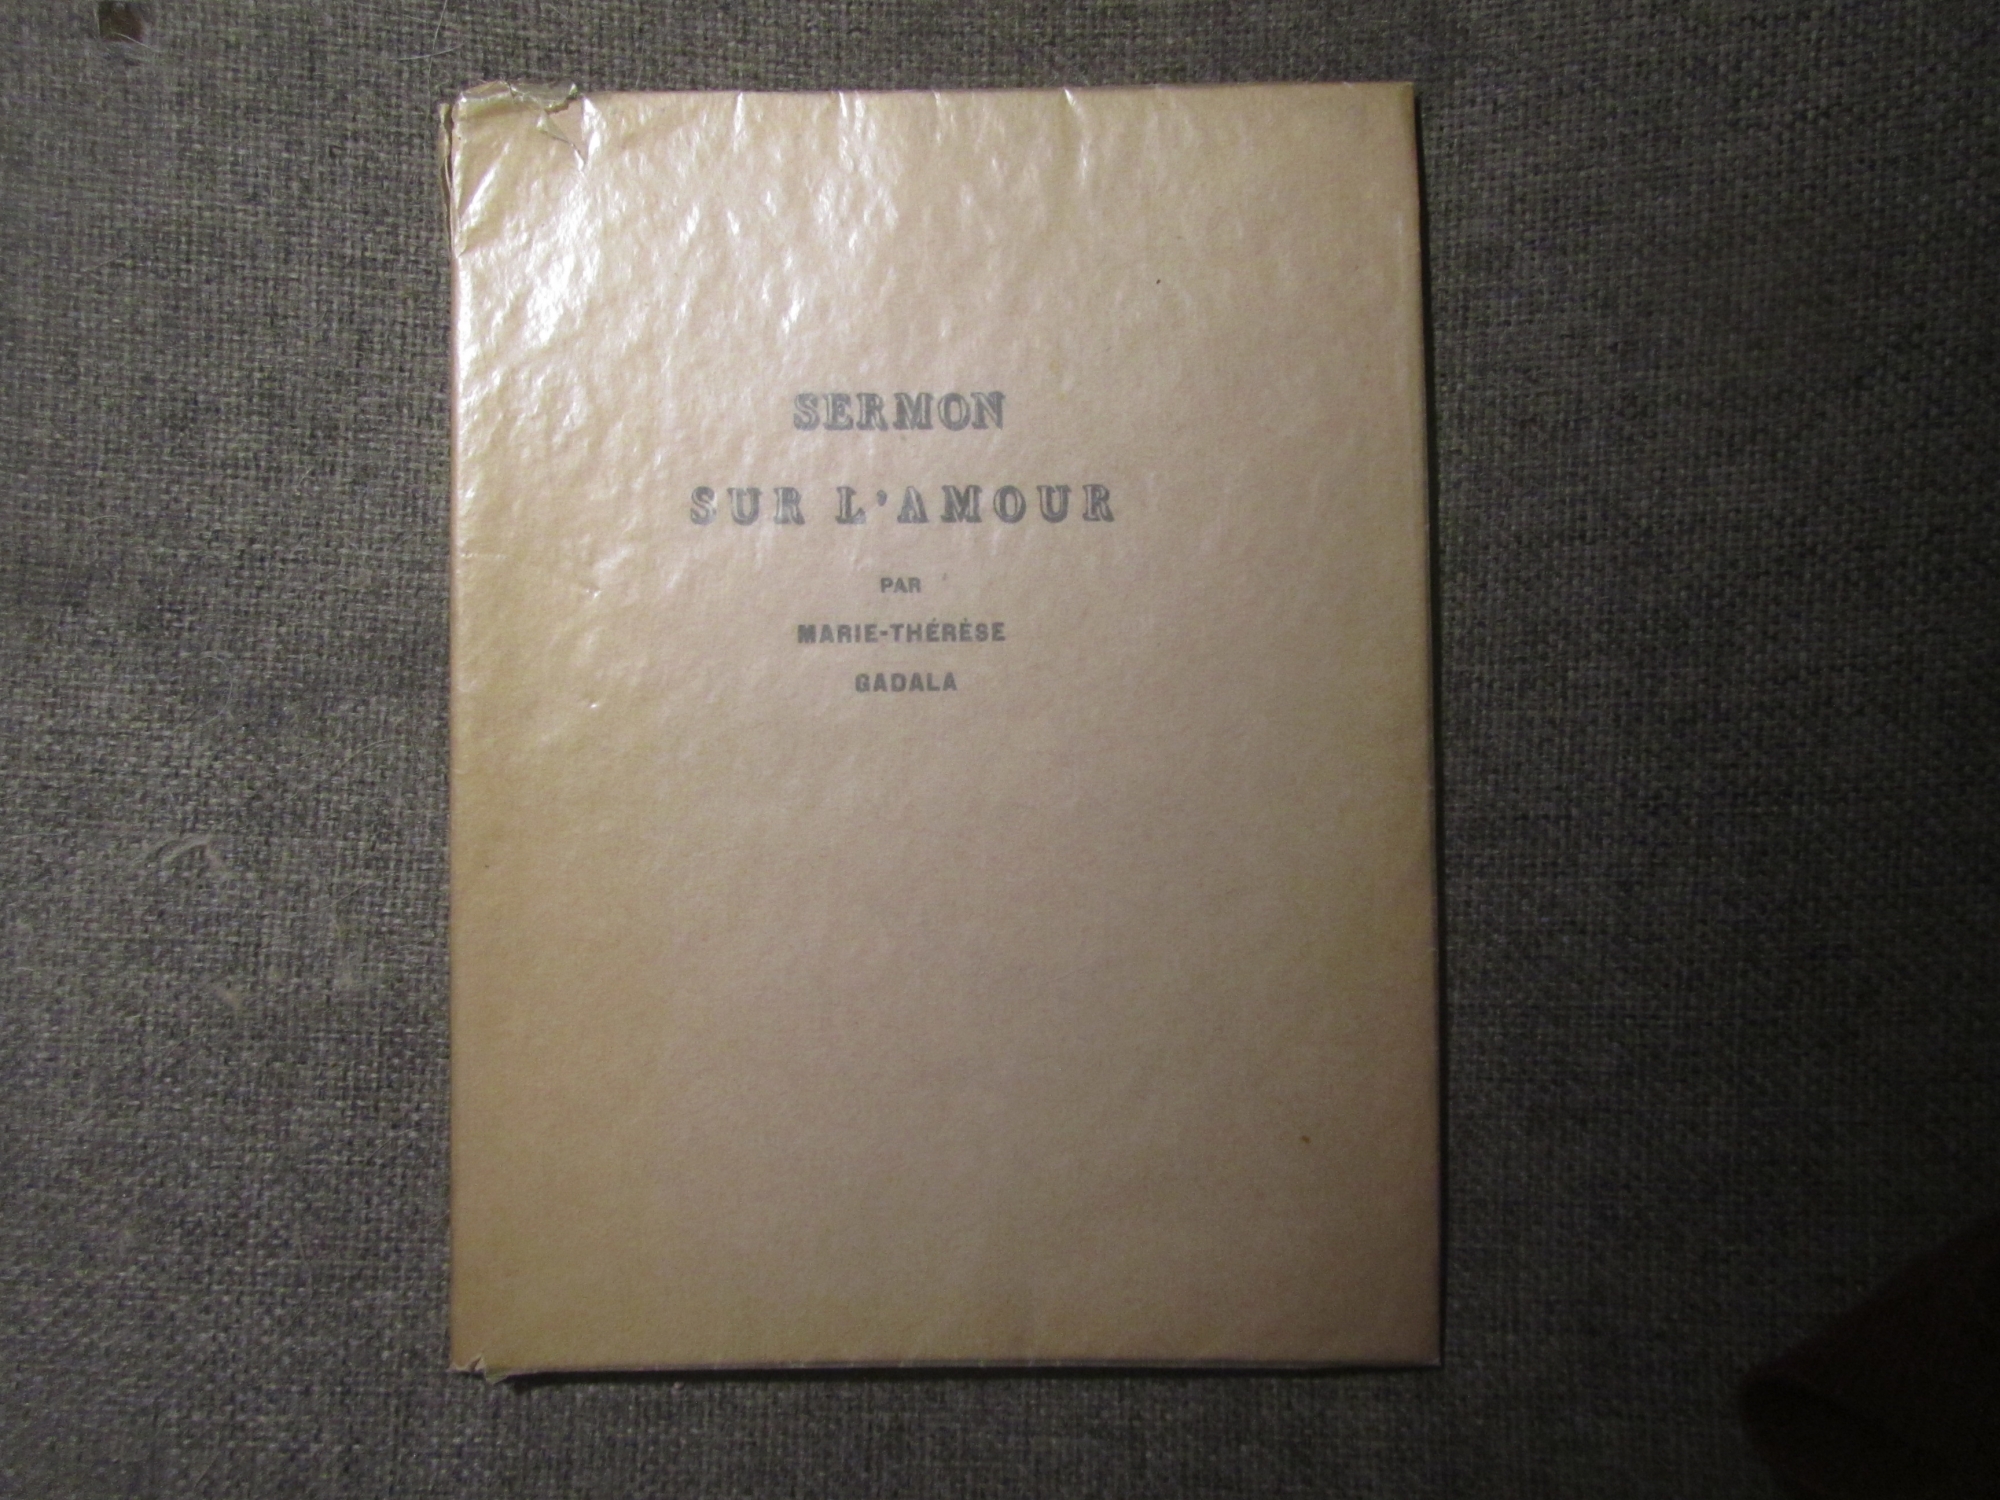 SERMON
SUR L'AMOUR
PAR
MARIE-THÉRÈSE
GADALA